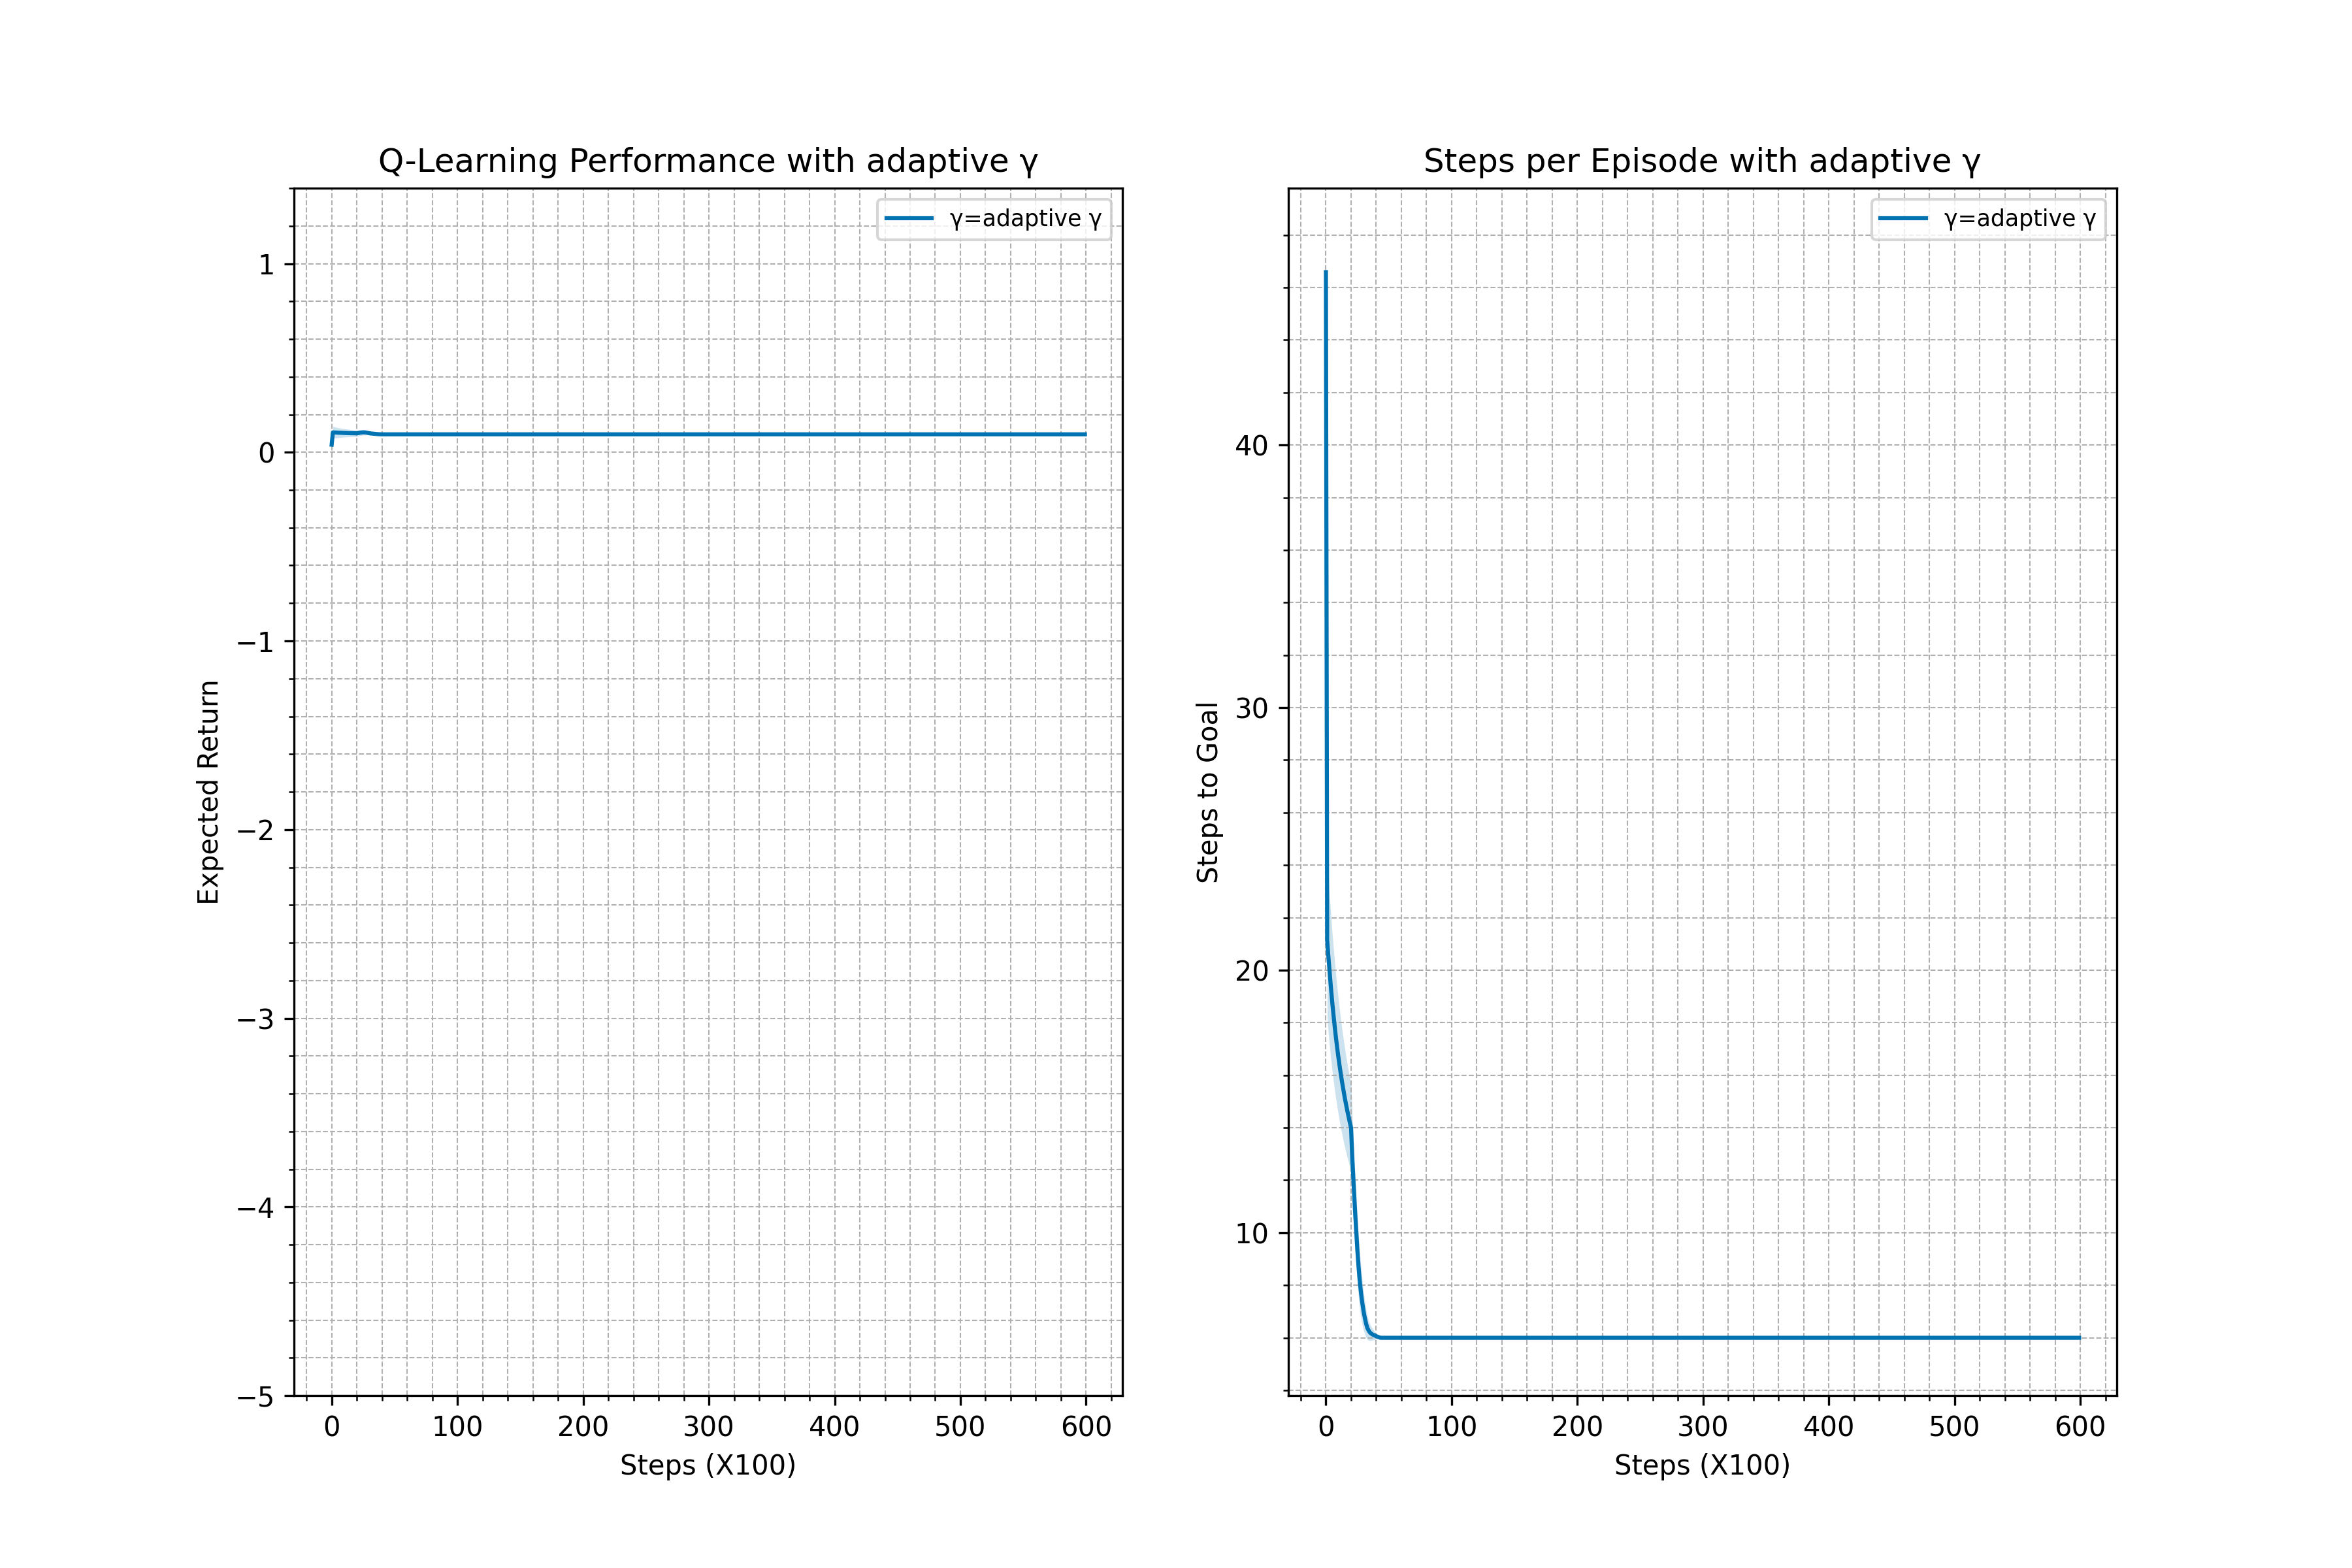 Q-Learning Performance with adaptive γ
γ=adaptive γ
1
0
−1
−2
−3
−4
−5
Expected Return
0 100 200 300 400 500 600
Steps (X100)
Steps per Episode with adaptive γ
γ=adaptive γ
40
30
20
10
Steps to Goal
0 100 200 300 400 500 600
Steps (X100)